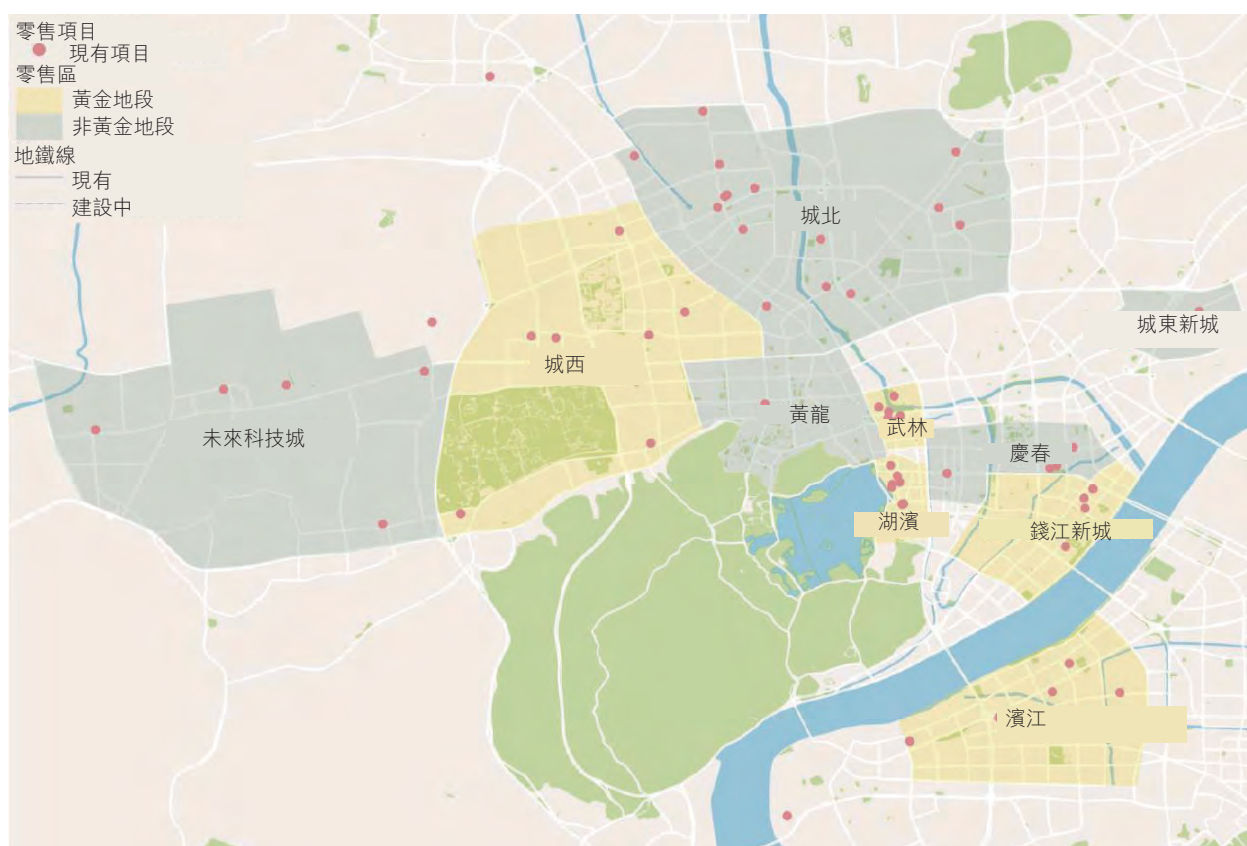 零售項目
現有項目
零售區
黃金地段
非黃金地段
地鐵線
現有
建設中
城北
城東新城
城西
黃龍
武林
未來科技城
慶春
湖濱
錢江新城
濱江